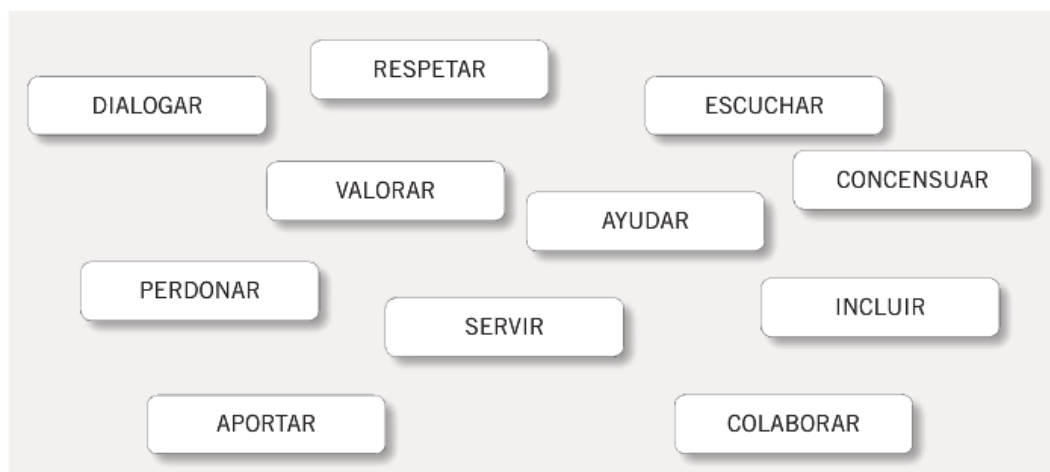 RESPETAR
DIALOGAR
ESCUCHAR
VALORAR
CONCENSUAR
AYUDAR
PERDONAR
SERVIR
INCLUIR
APORTAR
COLABORAR